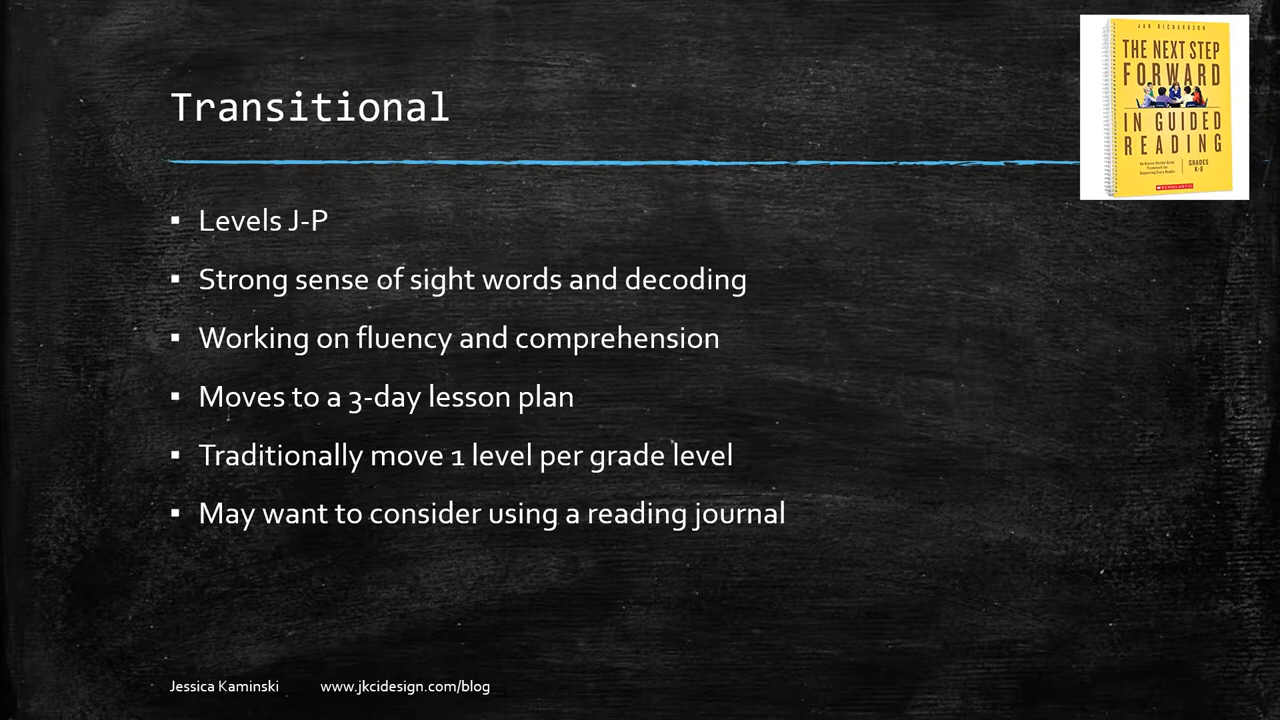 JAN RICHARDSON
THE NEXT STEP
FORWARD
IN GUIDED
READING
GRADES
K-8
SCHOLASTIC
Transitional
▪ Levels J-P
▪ Strong sense of sight words and decoding
▪ Working on fluency and comprehension
▪ Moves to a 3-day lesson plan
▪ Traditionally move 1 level per grade level
▪ May want to consider using a reading journal
Jessica Kaminski www.jkcidesign.com/blog